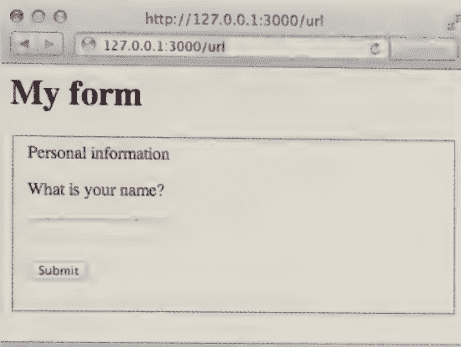 http://127.0.0.1:3000/url
127.0.0.1:3000/url
My form
Personal information
What is your name?
Submit